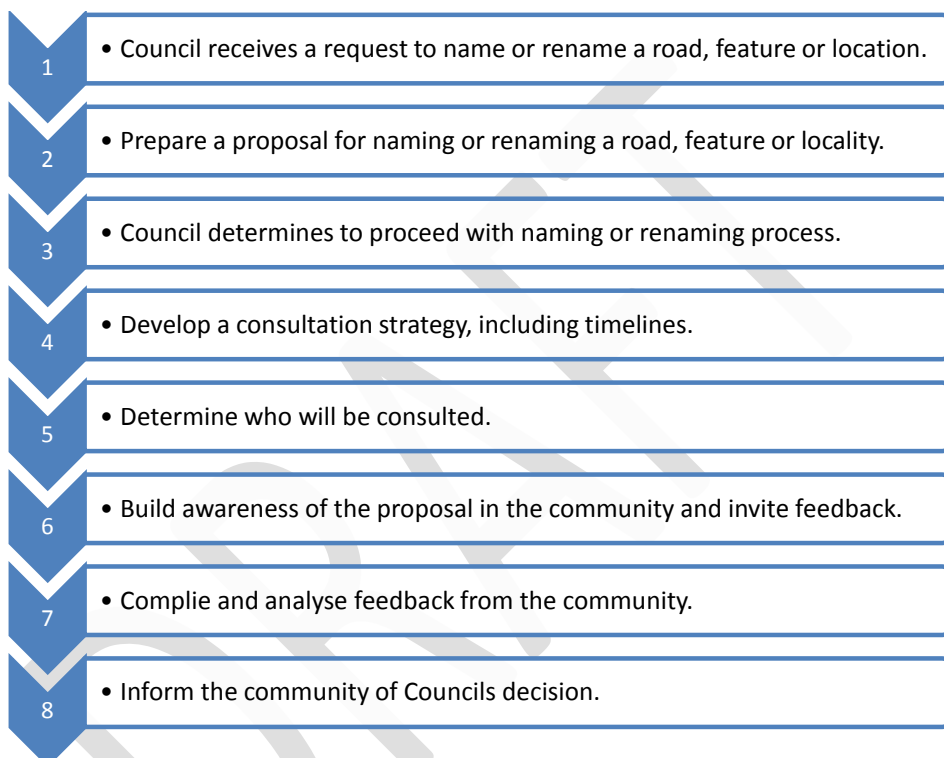 1
• Council receives a request to name or rename a road, feature or location.
2
• Prepare a proposal for naming or renaming a road, feature or locality.
3
• Council determines to proceed with naming or renaming process.
4
• Develop a consultation strategy, including timelines.
5
• Determine who will be consulted.
6
• Build awareness of the proposal in the community and invite feedback.
7
• Complie and analyse feedback from the community.
8
• Inform the community of Councils decision.
DRAFT